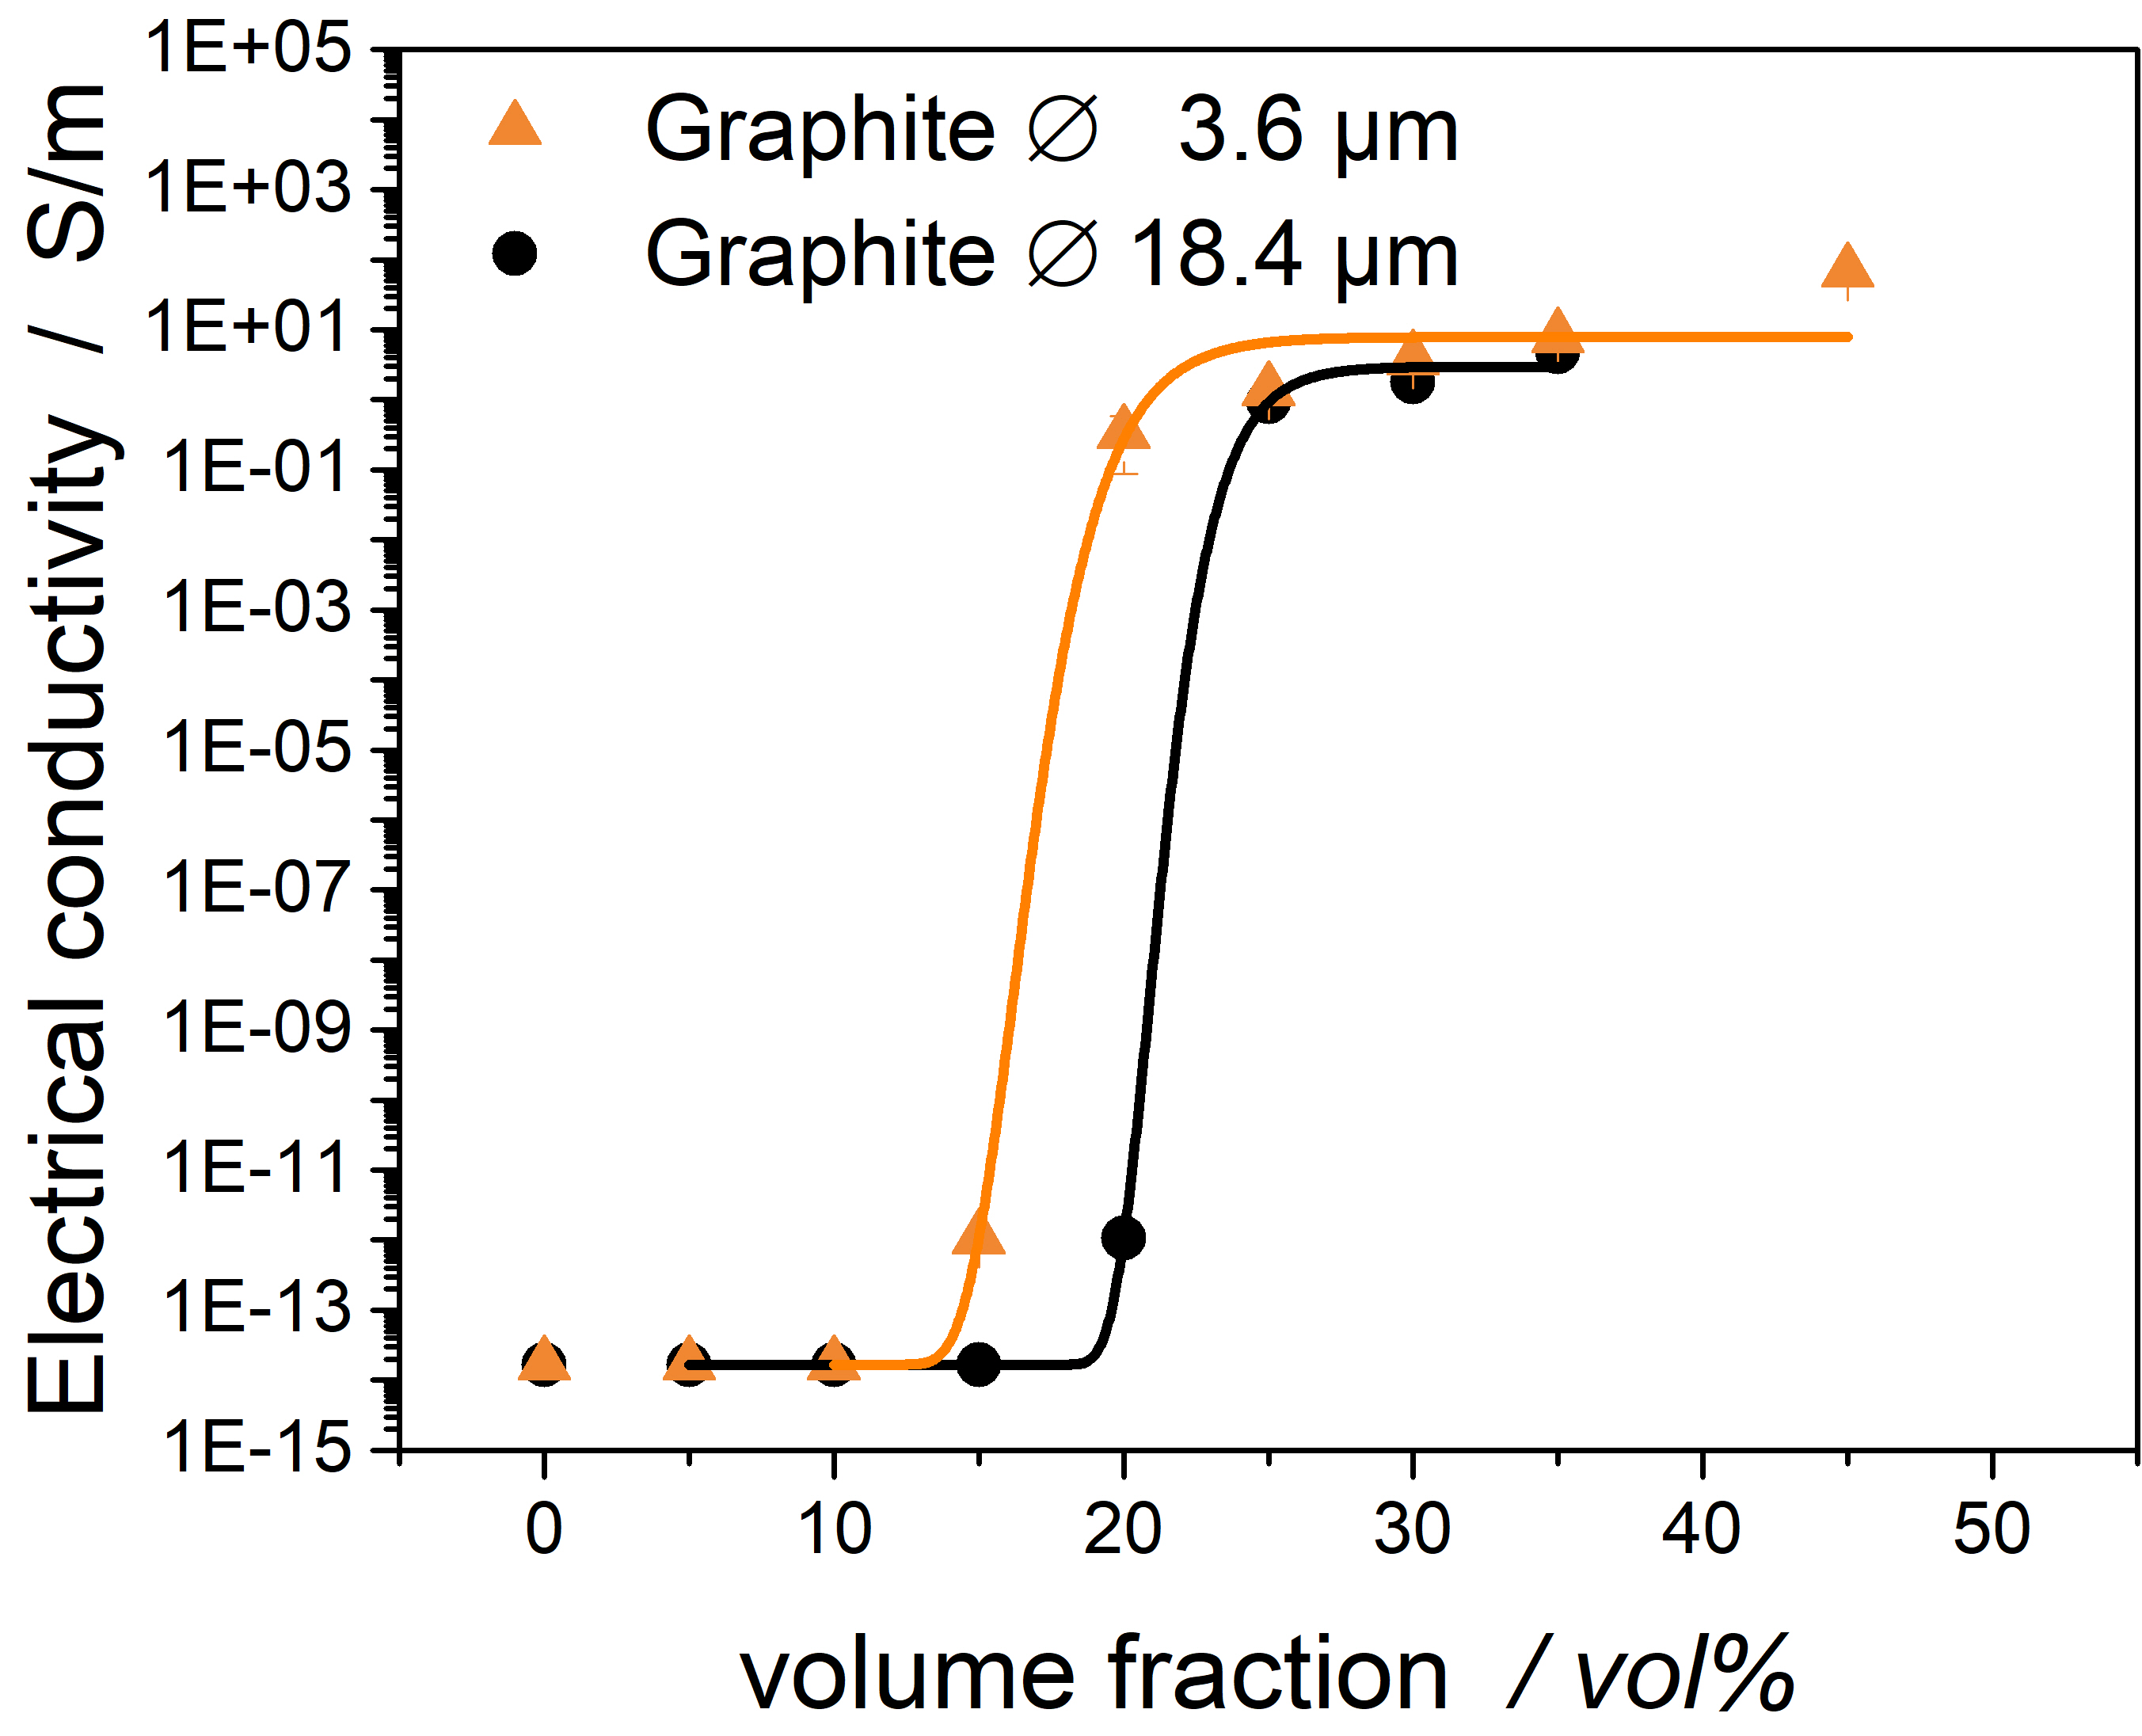 1E+05
1E+03
1E+01
1E-01
1E-03
1E-05
1E-07
1E-09
1E-11
1E-13
1E-15
Electrical conductivity / S/m
Graphite ∅ 3.6 µm
Graphite ∅ 18.4 µm
0 10 20 30 40 50
volume fraction / vol%